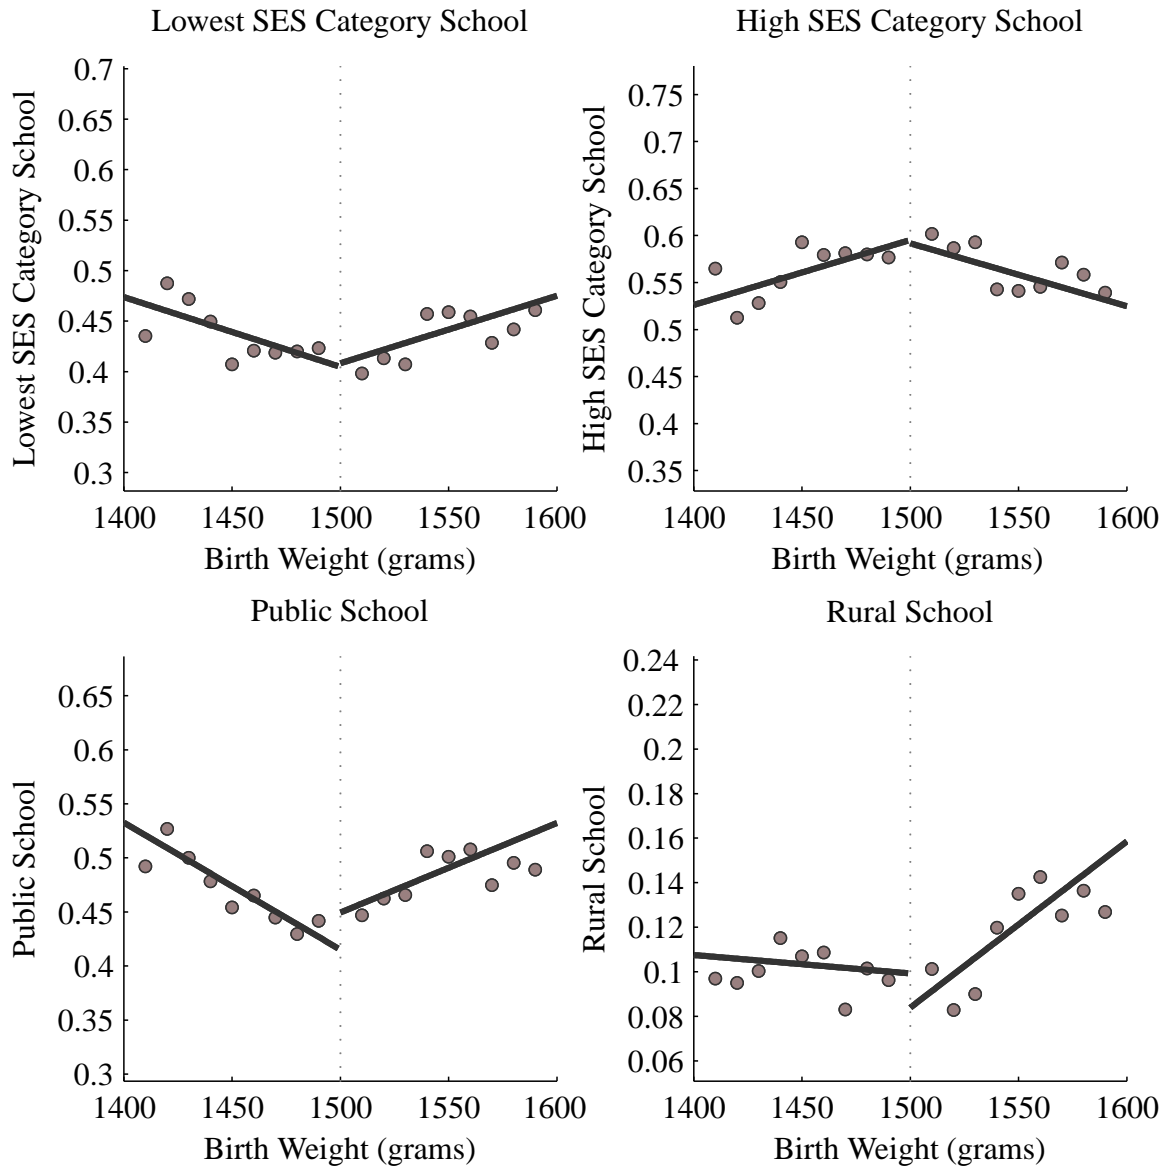 Lowest SES Category School
Lowest SES Category School
0.7
0.65
0.6
0.55
0.5
0.45
0.4
0.35
0.3
1400 1450 1500 1550 1600
Birth Weight (grams)
High SES Category School
High SES Category School
0.75
0.7
0.65
0.6
0.55
0.5
0.45
0.4
0.35
1400 1450 1500 1550 1600
Birth Weight (grams)
Public School
Public School
0.65
0.6
0.55
0.5
0.45
0.4
0.35
0.3
1400 1450 1500 1550 1600
Birth Weight (grams)
Rural School
Rural School
0.24
0.22
0.2
0.18
0.16
0.14
0.12
0.1
0.08
0.06
1400 1450 1500 1550 1600
Birth Weight (grams)